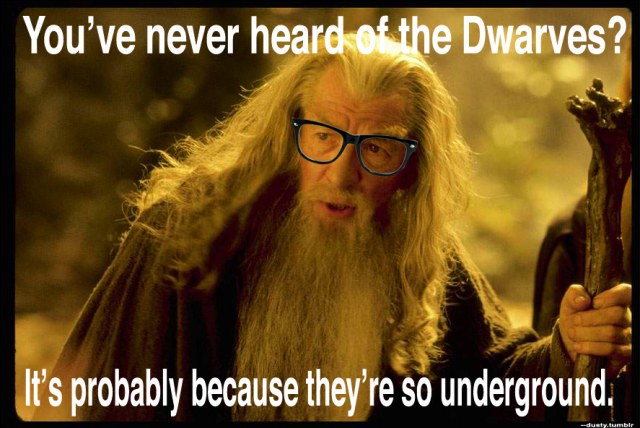 You've never heard of the Dwarves?
It's probably because they're so underground.
--dusty.tumblr